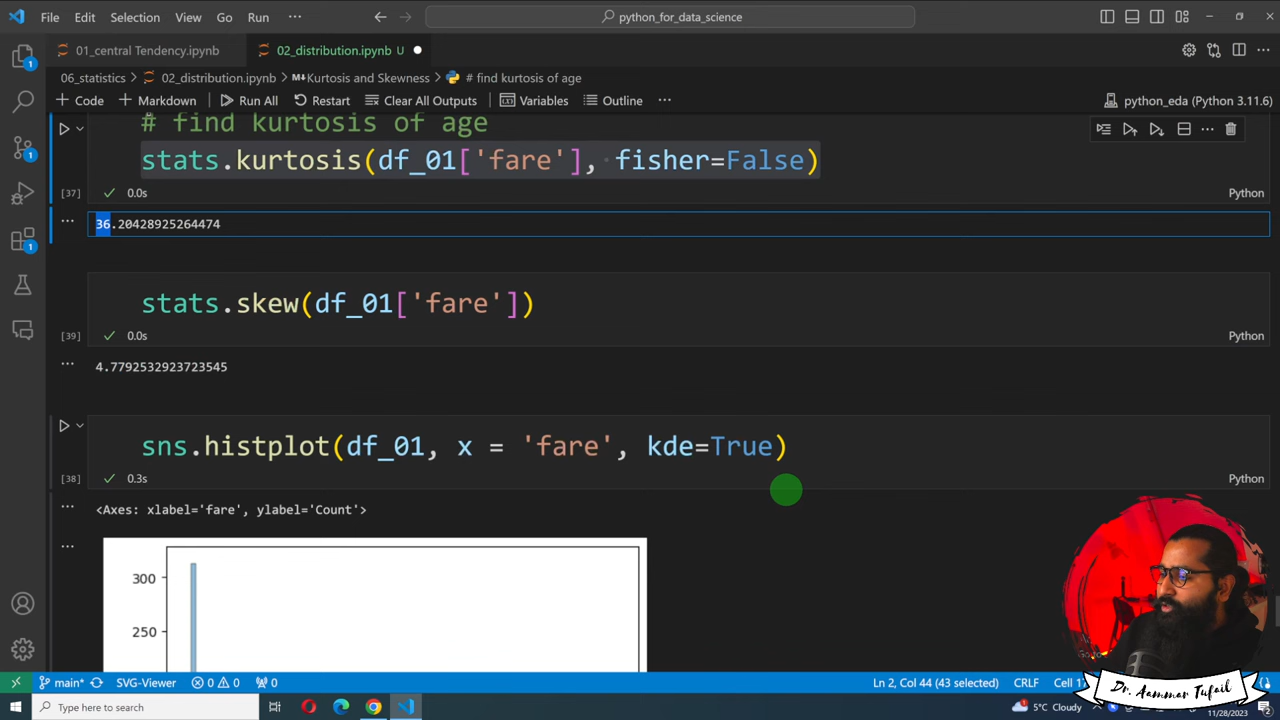 File Edit Selection View Go Run ... python_for_data_science
01_central Tendency.ipynb 02_distribution.ipynb U
06_statistics > 02_distribution.ipynb > Kurtosis and Skewness > # find kurtosis of age
+ Code + Markdown Run All Restart Clear All Outputs Variables Outline ... python_eda (Python 3.11.6)
# find kurtosis of age
stats.kurtosis(df_01['fare'], fisher=False)
[37] 0.0s Python
36.20428925264474
stats.skew(df_01['fare'])
[39] 0.0s Python
4.7792532923723545
sns.histplot(df_01, x = 'fare', kde=True)
[38] 0.3s Python
<Axes: xlabel='fare', ylabel='Count'>
300
250
main* SVG-Viewer 0 0 0 Ln 2, Col 44 (43 selected) CRLF Cell 17
Dr. Aammar Tufail
Type here to search 5°C Cloudy 11/28/2023